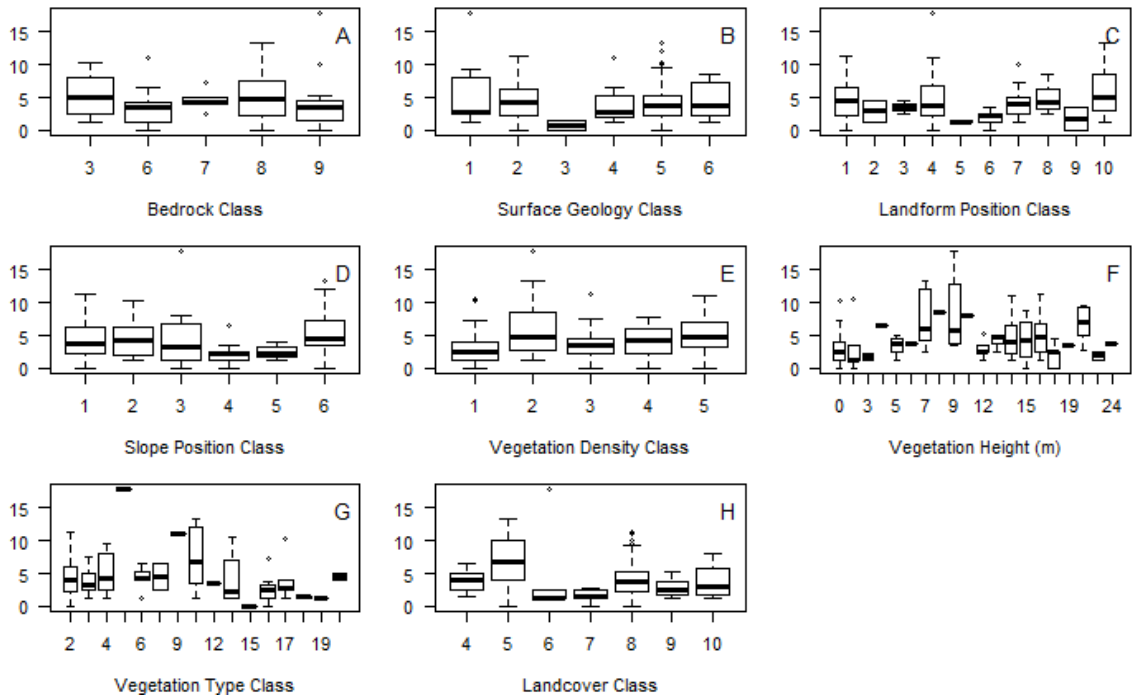 A
15
10
5
0
3 6 7 8 9
Bedrock Class
B
15
10
5
0
1 2 3 4 5 6
Surface Geology Class
C
15
10
5
0
1 2 3 4 5 6 7 8 9 10
Landform Position Class
D
15
10
5
0
1 2 3 4 5 6
Slope Position Class
E
15
10
5
0
1 2 3 4 5
Vegetation Density Class
F
15
10
5
0
0 3 5 7 9 12 15 19 24
Vegetation Height (m)
G
15
10
5
0
2 4 6 9 12 15 17 19
Vegetation Type Class
H
15
10
5
0
4 5 6 7 8 9 10
Landcover Class